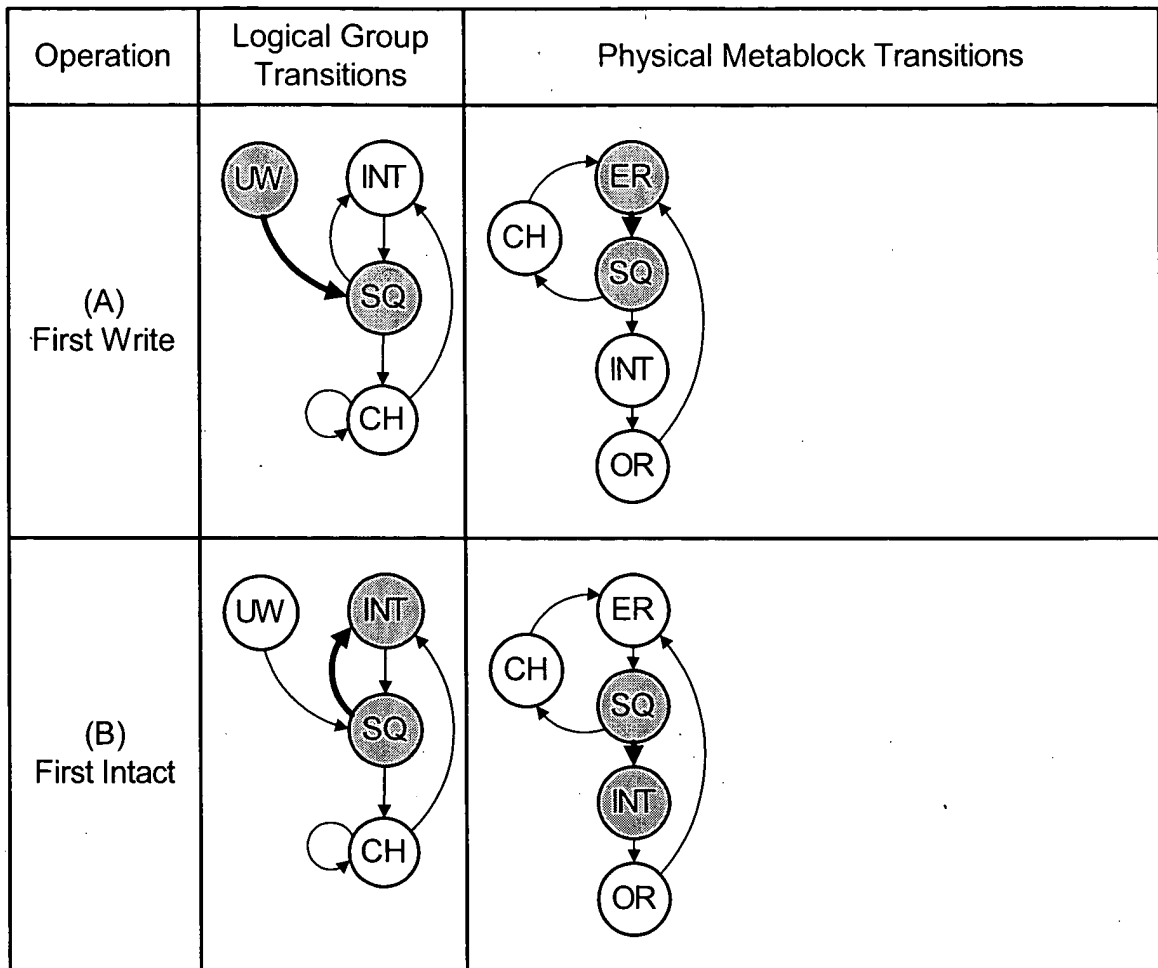 Operation
Logical Group
Transitions
Physical Metablock Transitions
(A)
First Write
UW
INT
SQ
CH
ER
CH
SQ
INT
OR
(B)
First Intact
UW
INT
SQ
CH
ER
CH
SQ
INT
OR